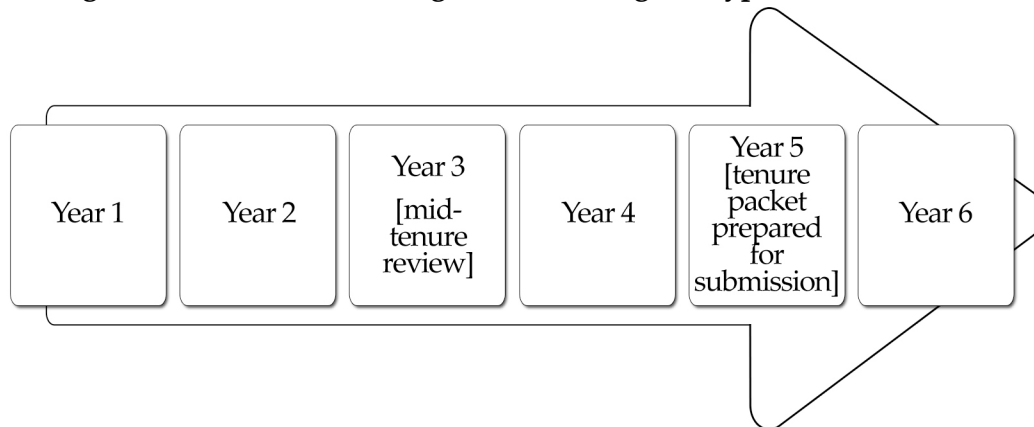 Year 1
Year 2
Year 3
[mid-
tenure
review]
Year 4
Year 5
[tenure
packet
prepared
for
submission]
Year 6